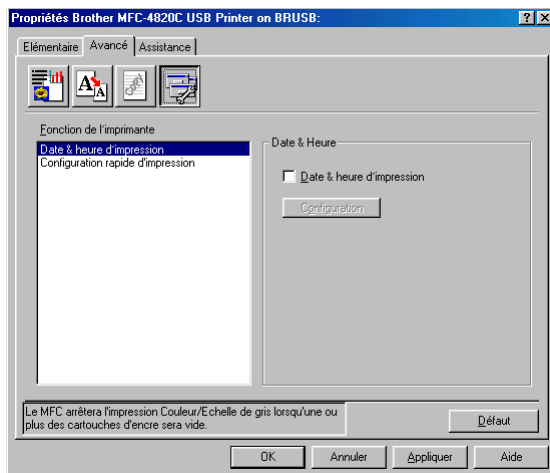 Propriétés Brother MFC-4820C USB Printer on BRUSB:
Elémentaire Avancé Assistance
Fonction de l'imprimante
Date & heure d'impression
Configuration rapide d'impression
Date & Heure
Date & heure d'impression
Configuration
Le MFC arrêtera l'impression Couleur/Echelle de gris lorsqu'une ou
plus des cartouches d'encre sera vide.
Défaut
OK Annuler Appliquer Aide